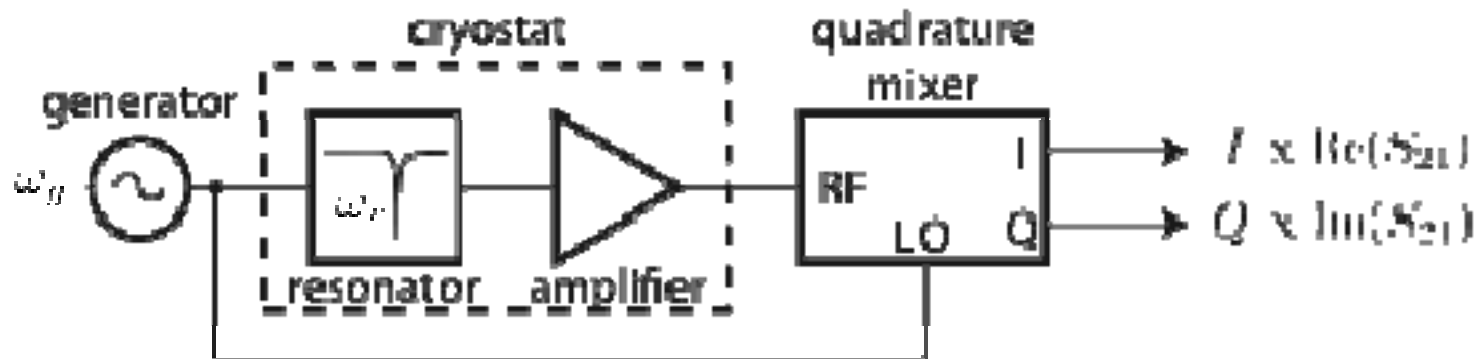 cryostat
quadrature
mixer
generator
ω_g
ω_r
resonator
amplifier
RF
LO
I
Q
I ∝ Re(S₂₁)
Q ∝ Im(S₂₁)